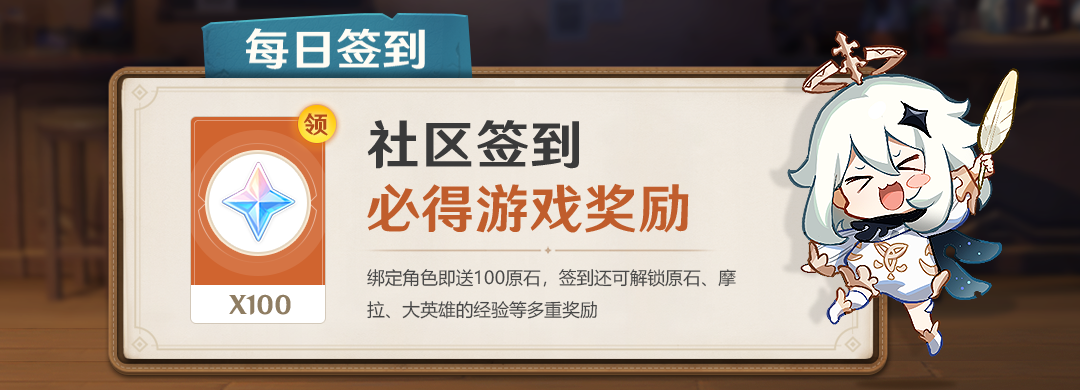 每日签到
领
社区签到
必得游戏奖励
绑定角色即送100原石，签到还可解锁原石、摩
拉、大英雄的经验等多重奖励
X100